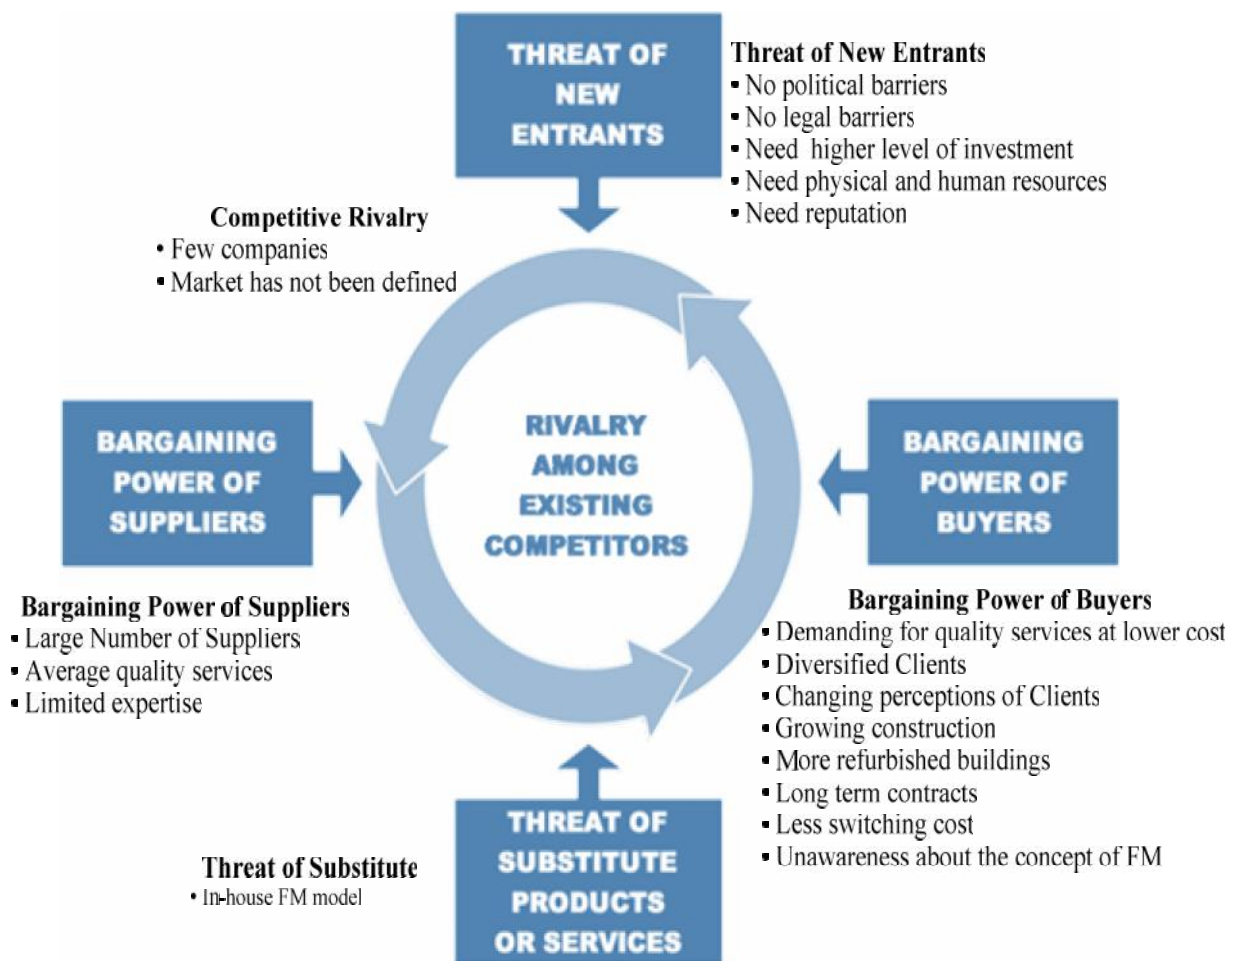 THREAT OF
NEW
ENTRANTS
Threat of New Entrants
▪ No political barriers
▪ No legal barriers
▪ Need higher level of investment
▪ Need physical and human resources
▪ Need reputation
Competitive Rivalry
• Few companies
▪ Market has not been defined
BARGAINING
POWER OF
SUPPLIERS
RIVALRY
AMONG
EXISTING
COMPETITORS
BARGAINING
POWER OF
BUYERS
Bargaining Power of Suppliers
▪ Large Number of Suppliers
▪ Average quality services
▪ Limited expertise
Bargaining Power of Buyers
▪ Demanding for quality services at lower cost
▪ Diversified Clients
▪ Changing perceptions of Clients
▪ Growing construction
▪ More refurbished buildings
▪ Long term contracts
▪ Less switching cost
▪ Unawareness about the concept of FM
Threat of Substitute
• In-house FM model
THREAT OF
SUBSTITUTE
PRODUCTS
OR SERVICES